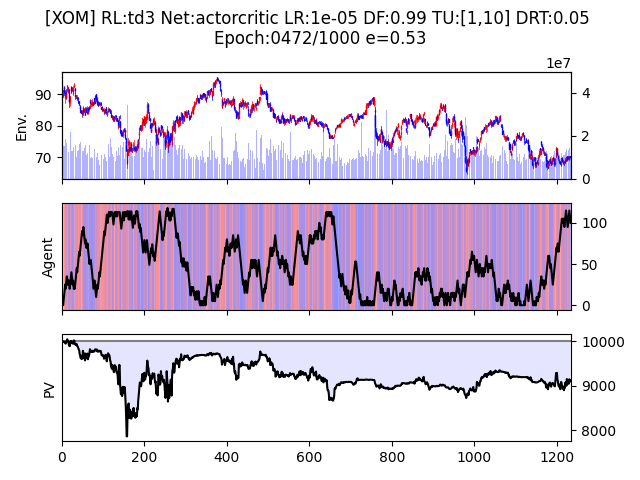 [XOM] RL:td3 Net:actorcritic LR:1e-05 DF:0.99 TU:[1,10] DRT:0.05
Epoch:0472/1000 e=0.53
1e7
90
80
70
Env.
4
2
0
Agent
100
50
0
PV
10000
9000
8000
0 200 400 600 800 1000 1200